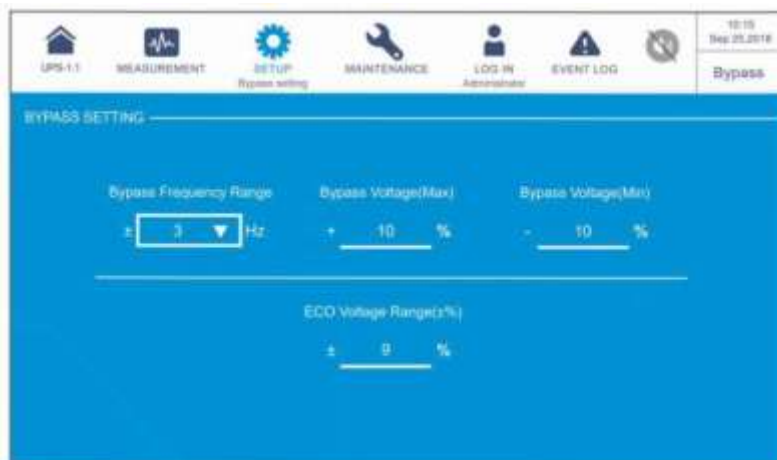 UPS-1.1
MEASUREMENT
SETUP
Bypass setting
MAINTENANCE
LOG IN
Administrator
EVENT LOG
10:15
Sep 25,2018
Bypass
BYPASS SETTING
Bypass Frequency Range Bypass Voltage(Max) Bypass Voltage(Min)
± 3 Hz + 10 % - 10 %
ECO Voltage Range(±%)
± 9 %